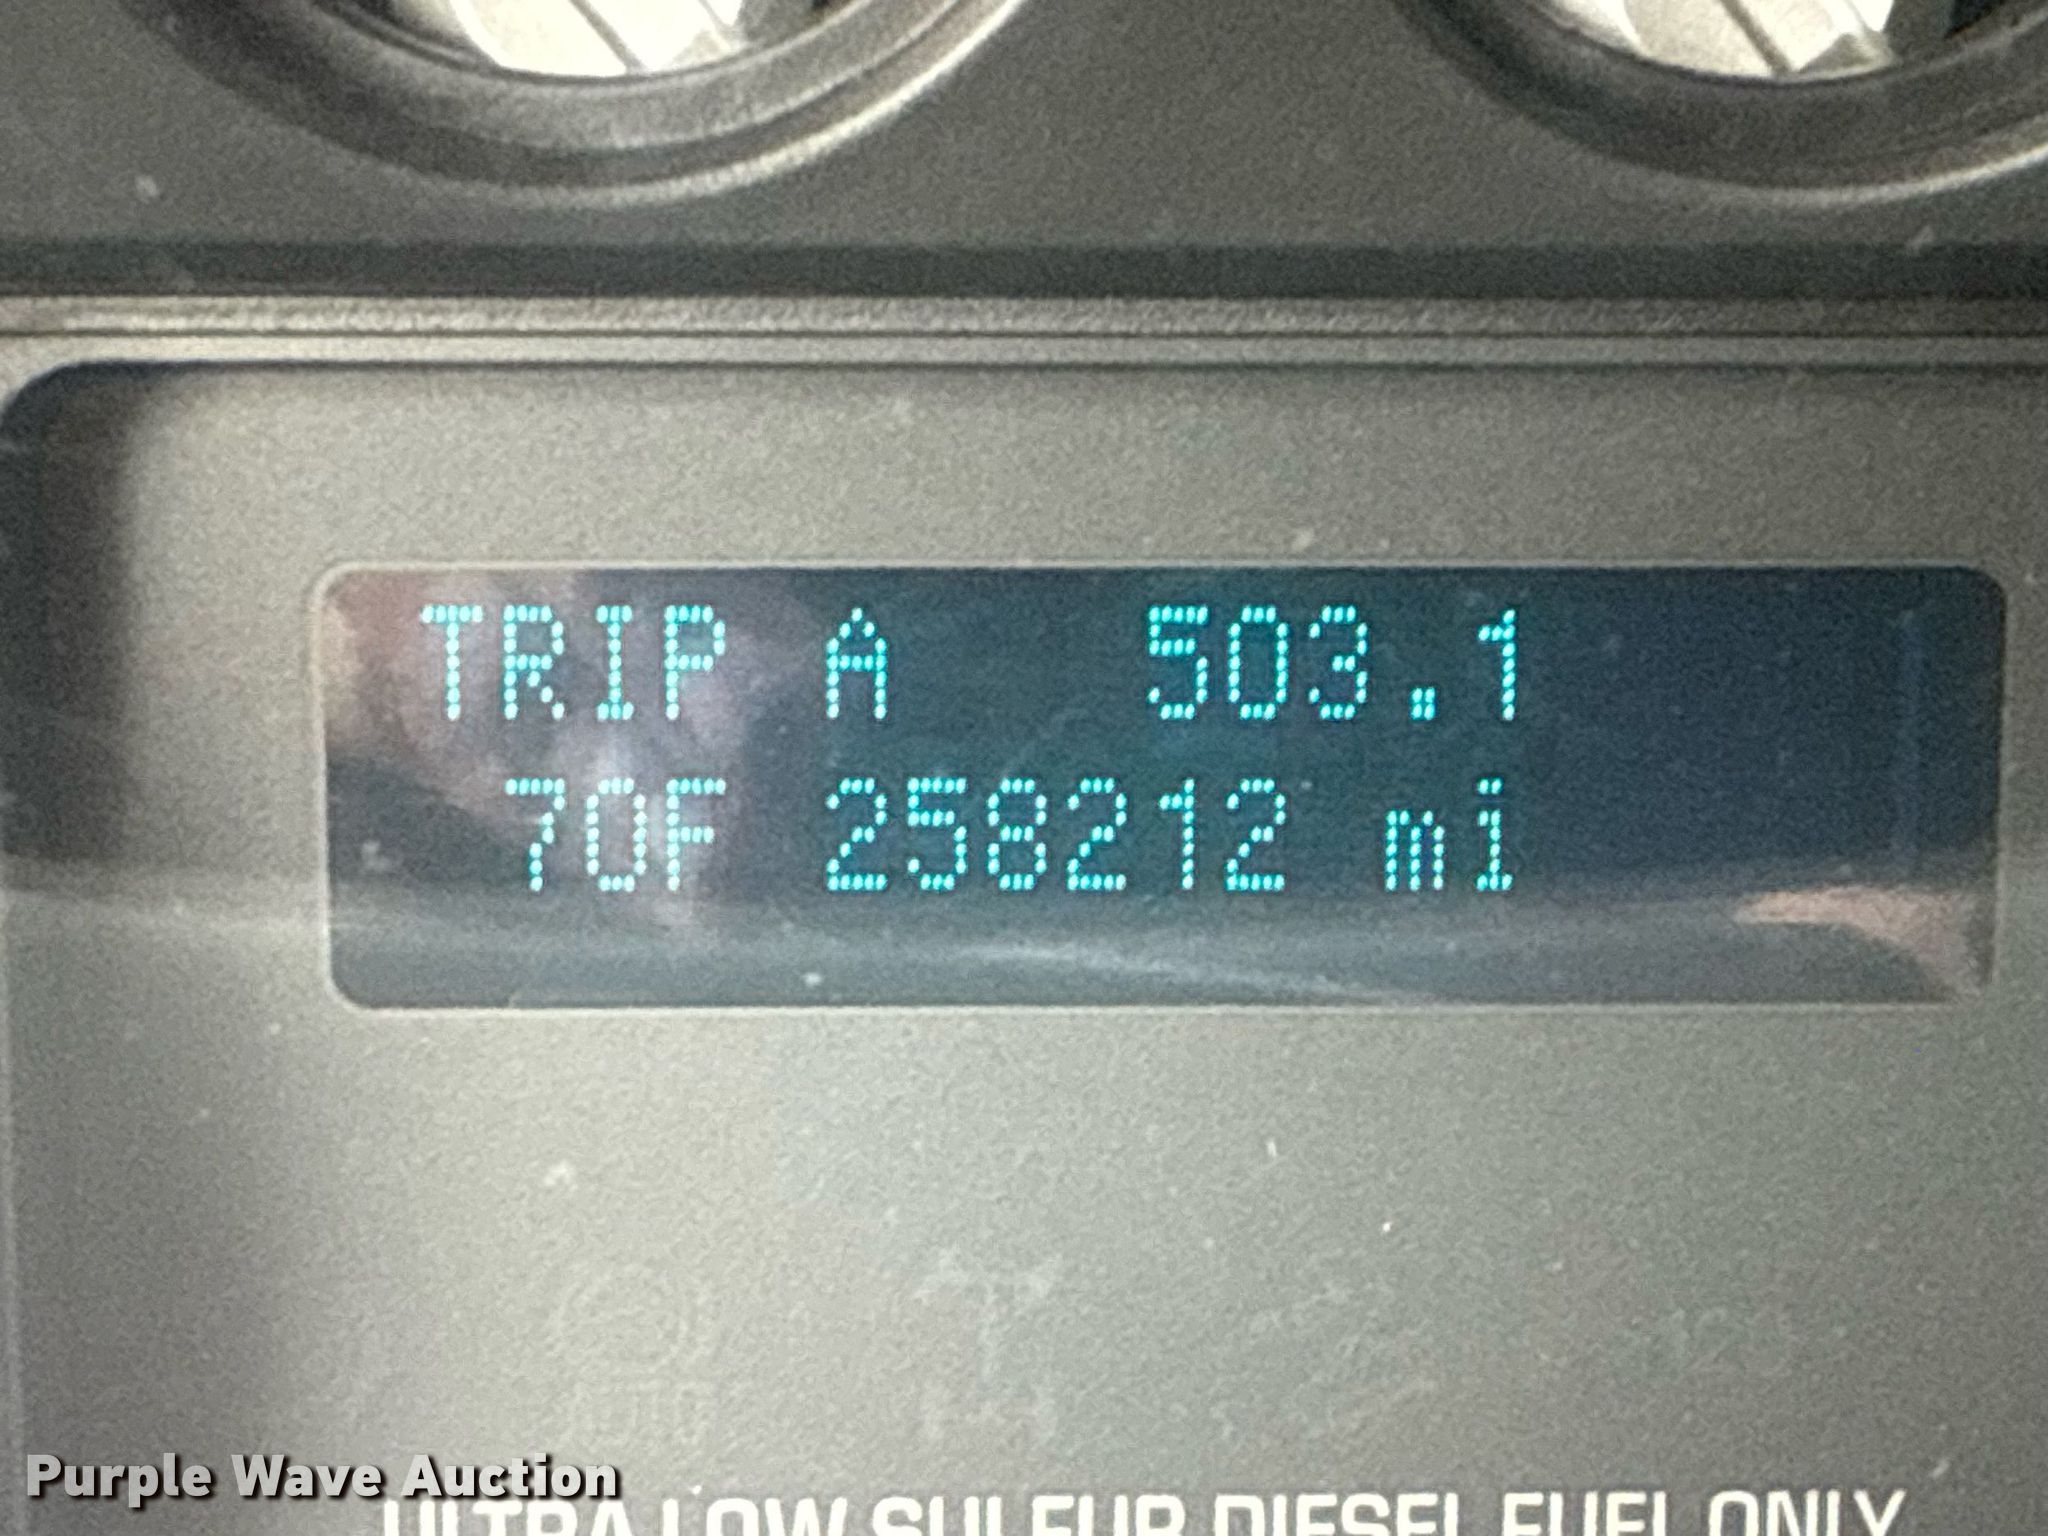 TRIP A 503.1
70F 258212 mi
Purple Wave Auction
ULTRA LOW SULFUR DIESEL FUEL ONLY